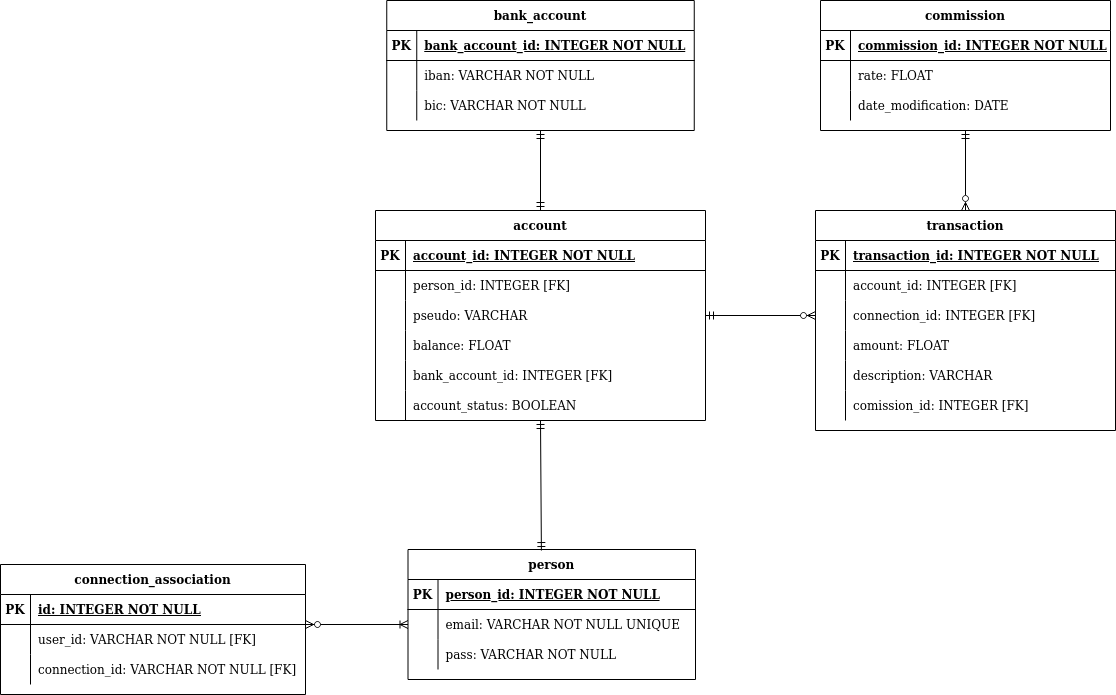 bank_account
PK bank_account_id: INTEGER NOT NULL
iban: VARCHAR NOT NULL
bic: VARCHAR NOT NULL
commission
PK commission_id: INTEGER NOT NULL
rate: FLOAT
date_modification: DATE
account
PK account_id: INTEGER NOT NULL
person_id: INTEGER [FK]
pseudo: VARCHAR
balance: FLOAT
bank_account_id: INTEGER [FK]
account_status: BOOLEAN
transaction
PK transaction_id: INTEGER NOT NULL
account_id: INTEGER [FK]
connection_id: INTEGER [FK]
amount: FLOAT
description: VARCHAR
comission_id: INTEGER [FK]
connection_association
PK id: INTEGER NOT NULL
user_id: VARCHAR NOT NULL [FK]
connection_id: VARCHAR NOT NULL [FK]
person
PK person_id: INTEGER NOT NULL
email: VARCHAR NOT NULL UNIQUE
pass: VARCHAR NOT NULL